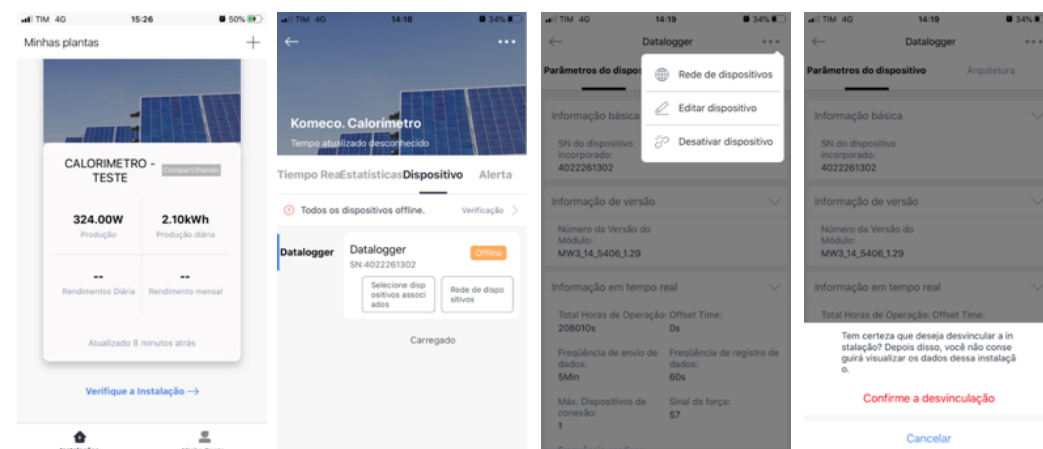 TIM 4G
15:26
50%
Minhas plantas
CALORIMETRO -
TESTE
Compartilhando
324.00W
2.10kWh
Produção
Produção diária
--
--
Rendimentos Diária
Rendimento mensal
Atualizado 8 minutos atrás
Verifique a Instalação
TIM 4G
14:18
34%
Komeco. Calorímetro
Tempo atualizado desconhecido
Tiempo Rea
Estatísticas
Dispositivo
Alerta
Todos os dispositivos offline.
Verificação
Datalogger
Datalogger
Offline
SN:4022261302
Selecione disp
ositivos associ
ados
Rede de dispo
sitivos
Carregado
TIM 4G
14:19
34%
Datalogger
Parâmetros do dispos
Rede de dispositivos
Editar dispositivo
Desativar dispositivo
Informação básica
SN do dispositivo
incorporado:
4022261302
Informação de versão
Número da Versão do
Módulo:
MW3_14_5406_1.29
Informação em tempo real
Total Horas de Operação:
Offset Time:
208010s
0s
Freqüência de envio de
dados:
5Min
Freqüência de registro de
dados:
60s
Máx. Dispositivos de
conexão:
1
Sinal de força:
57
TIM 4G
14:19
34%
Datalogger
Parâmetros do dispositivo
Arquitetura
Informação básica
SN do dispositivo
incorporado:
4022261302
Informação de versão
Número da Versão do
Módulo:
MW3_14_5406_1.29
Informação em tempo real
Total Horas de Operação:
Offset Time:
Tem certeza que deseja desvincular a in
stalação? Depois disso, você não conse
guirá visualizar os dados dessa instalaçã
o.
Confirme a desvinculação
Cancelar